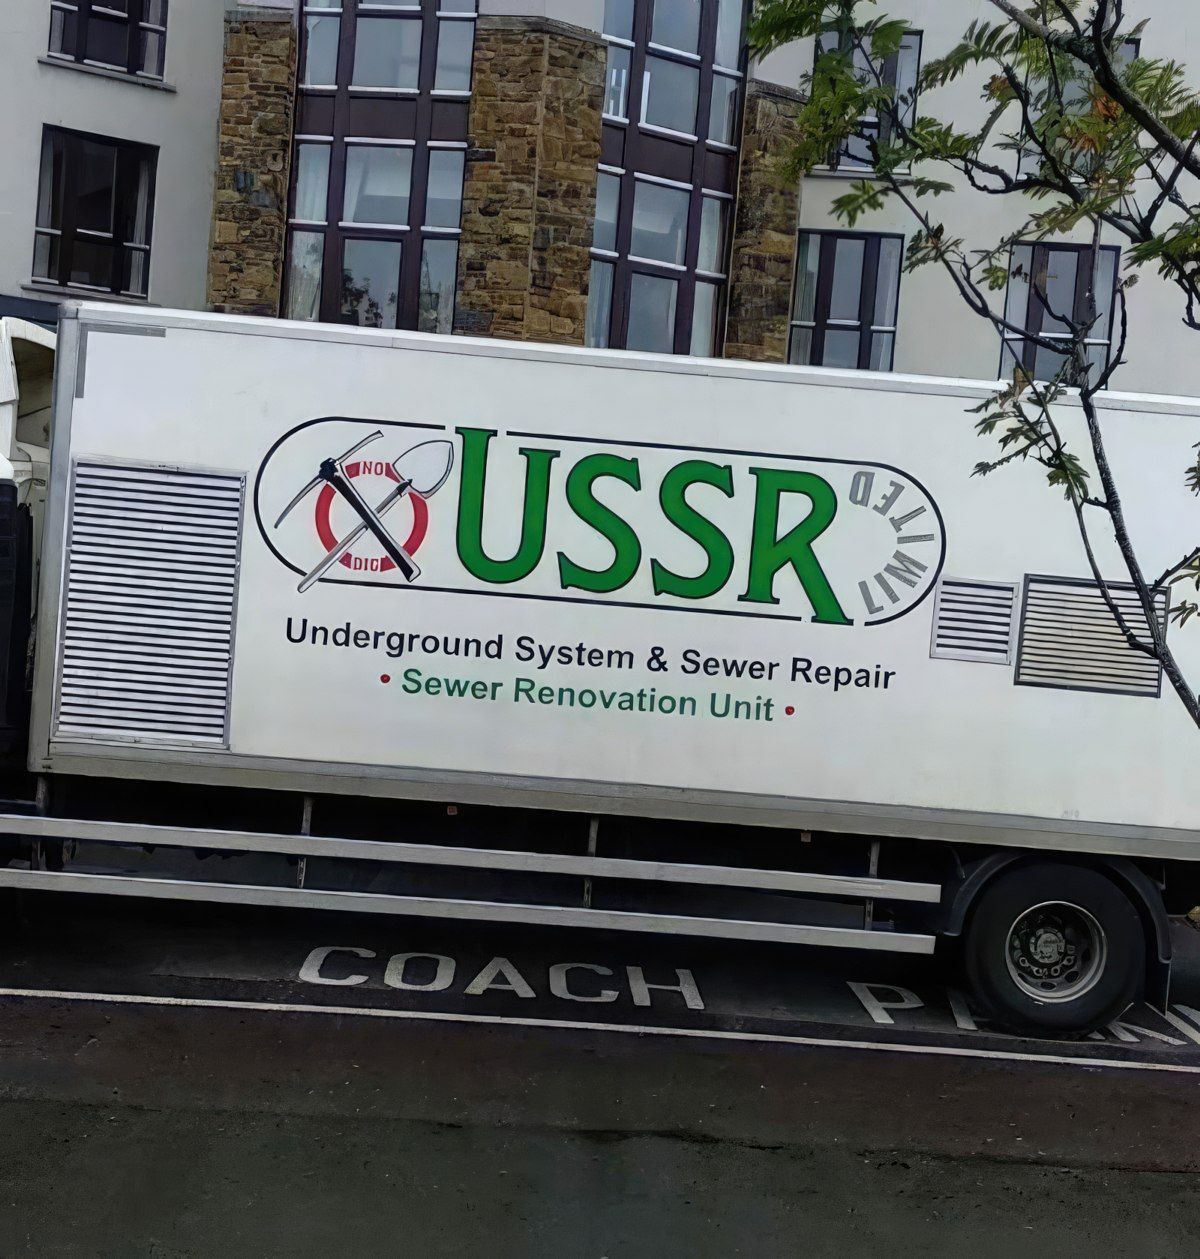 NO
DIG
USSR
LIMITED
Underground System & Sewer Repair
• Sewer Renovation Unit •
COACH